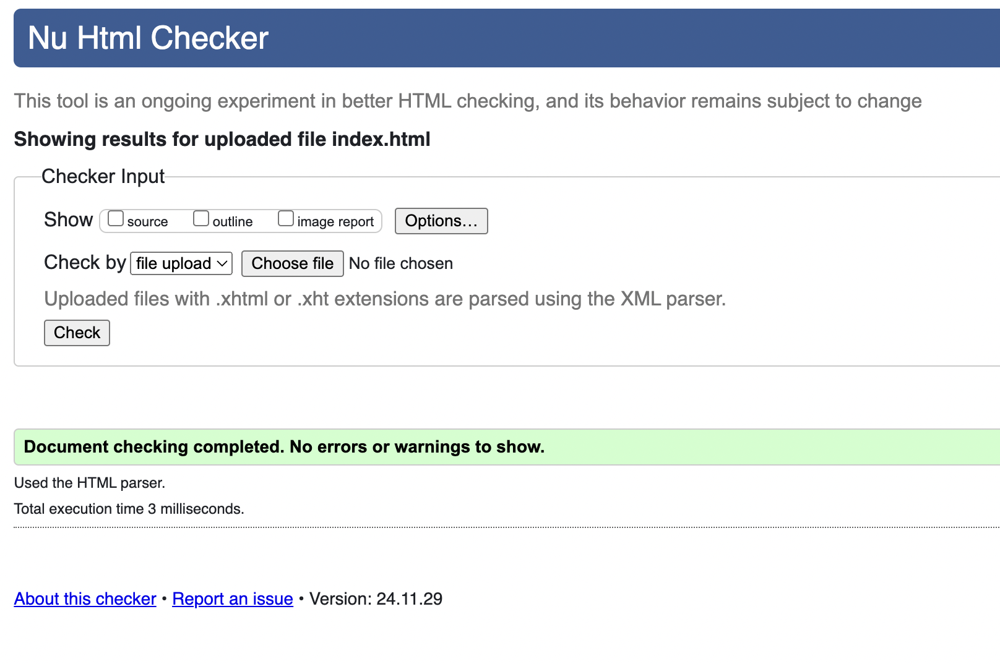 Nu Html Checker
This tool is an ongoing experiment in better HTML checking, and its behavior remains subject to change
Showing results for uploaded file index.html
Checker Input
Show source outline image report Options...
Check by file upload Choose file No file chosen
Uploaded files with .xhtml or .xht extensions are parsed using the XML parser.
Check
Document checking completed. No errors or warnings to show.
Used the HTML parser.
Total execution time 3 milliseconds.
About this checker • Report an issue • Version: 24.11.29